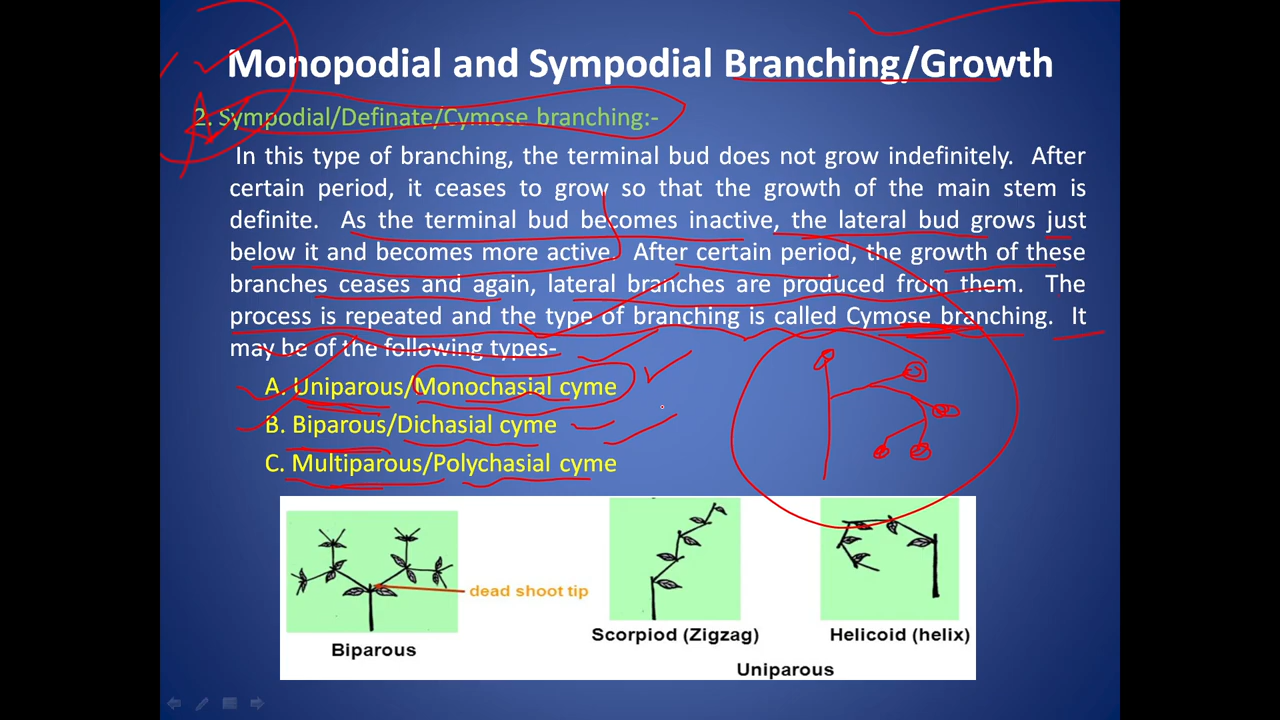 Monopodial and Sympodial Branching/Growth
2. Sympodial/Definate/Cymose branching:-
In this type of branching, the terminal bud does not grow indefinitely. After
certain period, it ceases to grow so that the growth of the main stem is
definite. As the terminal bud becomes inactive, the lateral bud grows just
below it and becomes more active. After certain period, the growth of these
branches ceases and again, lateral branches are produced from them. The
process is repeated and the type of branching is called Cymose branching. It
may be of the following types-
A. Uniparous/Monochasial cyme
B. Biparous/Dichasial cyme
C. Multiparous/Polychasial cyme
dead shoot tip
Biparous
Scorpiod (Zigzag)
Helicoid (helix)
Uniparous